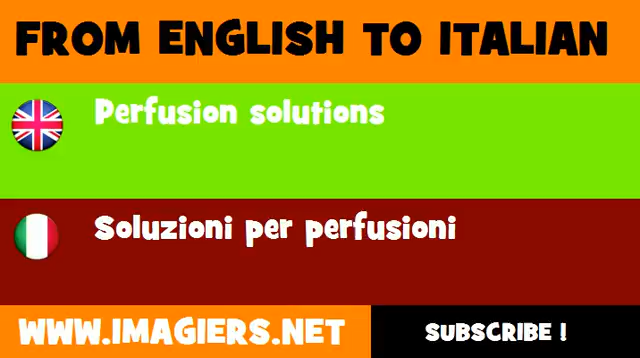 FROM ENGLISH TO ITALIAN
Perfusion solutions
Soluzioni per perfusioni
WWW.IMAGIERS.NET
SUBSCRIBE !